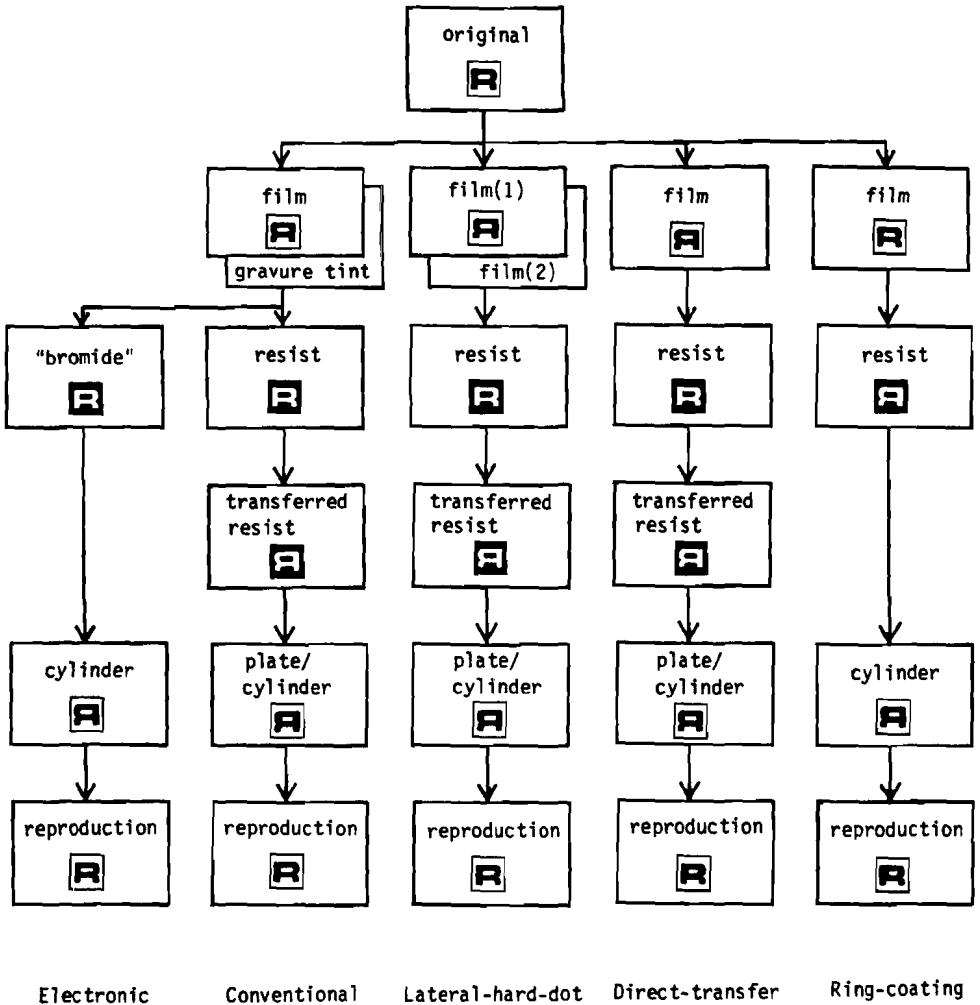 original
R
film
film(1)
film
film
Я
Я
Я
R
gravure tint
film(2)
"bromide"
resist
resist
resist
resist
R
R
R
R
Я
transferred
resist
Я
transferred
resist
Я
transferred
resist
Я
cylinder
Я
plate/
cylinder
Я
plate/
cylinder
Я
plate/
cylinder
Я
cylinder
Я
reproduction
R
reproduction
R
reproduction
R
reproduction
R
reproduction
R
Electronic
Conventional
Lateral-hard-dot
Direct-transfer
Ring-coating